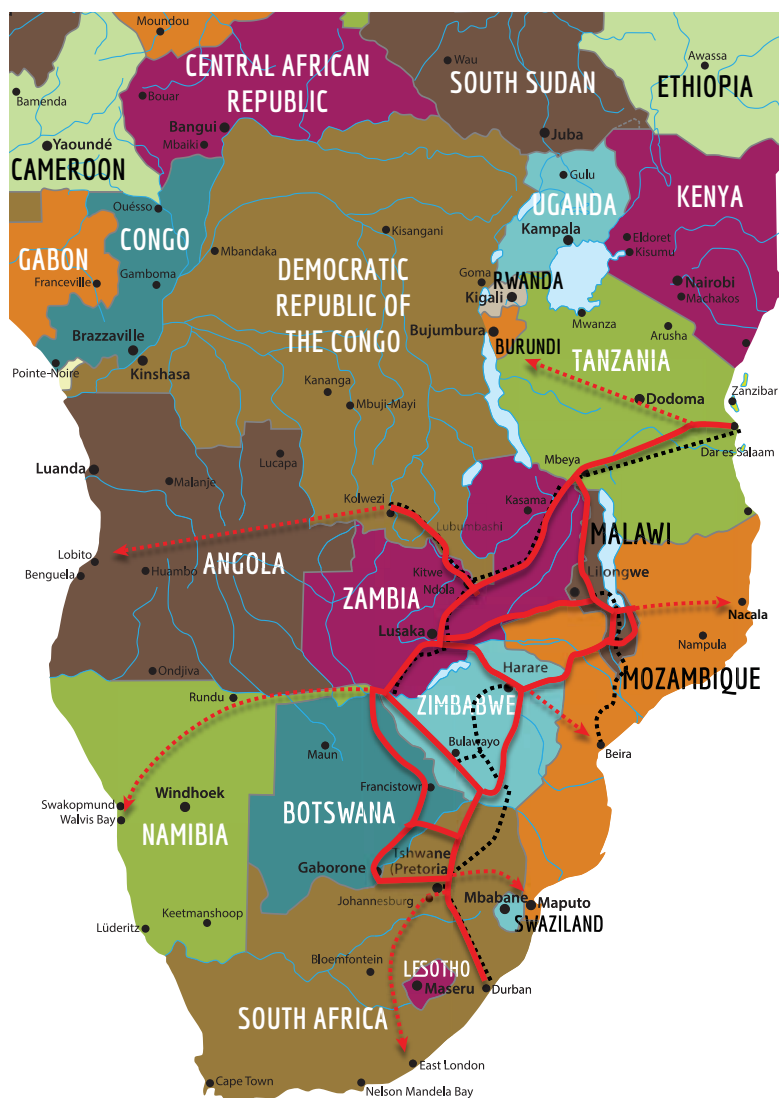 Moundou
CENTRAL AFRICAN
REPUBLIC
Wau
SOUTH SUDAN
Awassa
ETHIOPIA
Bamenda
Bouar
Bangui
Mbaiki
Juba
Yaoundé
CAMEROON
Gulu
KENYA
UGANDA
Kampala
Ouésso
CONGO
Mbandaka
Kisangani
Eldoret
Kisumu
GABON
Franceville
Gamboma
DEMOCRATIC
REPUBLIC OF
THE CONGO
Goma
RWANDA
Kigali
Nairobi
Machakos
Mwanza
Arusha
Brazzaville
Kinshasa
Pointe-Noire
Bujumbura
BURUNDI
TANZANIA
Kananga
Mbuji-Mayi
Dodoma
Zanzibar
Dar es Salaam
Luanda
Malanje
Lucapa
Mbeya
Kolwezi
Kasama
Lubumbashi
MALAWI
Lobito
Benguela
Huambo
ANGOLA
Kitwe
Ndola
ZAMBIA
Lilongwe
Nacala
Lusaka
Nampula
Ondjiva
Harare
MOZAMBIQUE
Rundu
ZIMBABWE
Maun
Bulawayo
Beira
Swakopmund
Walvis Bay
Windhoek
NAMIBIA
BOTSWANA
Francistown
Gaborone
Tshwane
(Pretoria)
Johannesburg
Mbabane
Maputo
SWAZILAND
Lüderitz
Keetmanshoop
Bloemfontein
LESOTHO
Maseru
Durban
SOUTH AFRICA
East London
Cape Town
Nelson Mandela Bay